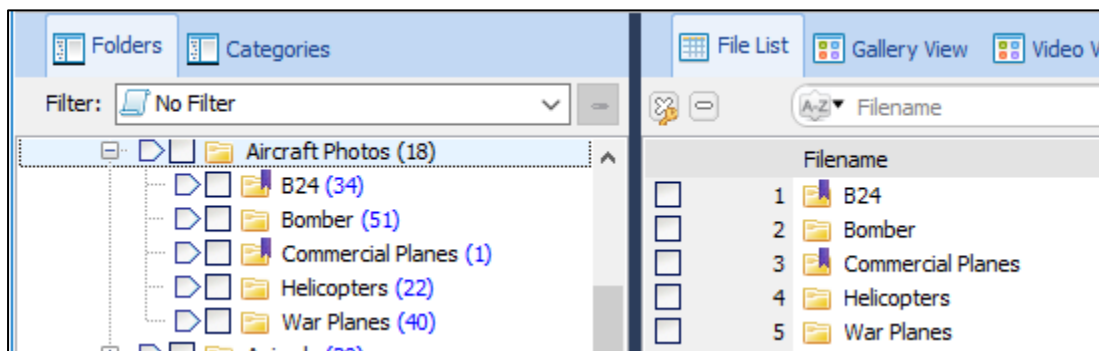 Folders Categories
Filter: No Filter
Aircraft Photos (18)
B24 (34)
Bomber (51)
Commercial Planes (1)
Helicopters (22)
War Planes (40)
File List Gallery View Video
A-Z Filename
Filename
1 B24
2 Bomber
3 Commercial Planes
4 Helicopters
5 War Planes